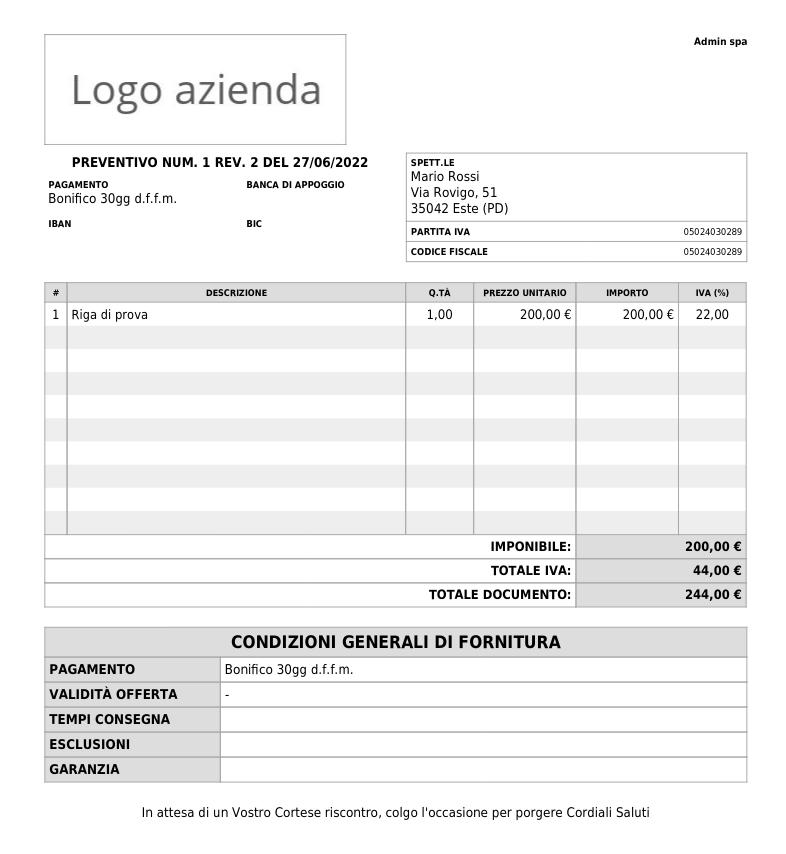 Admin spa
Logo azienda
PREVENTIVO NUM. 1 REV. 2 DEL 27/06/2022
PAGAMENTO BANCA DI APPOGGIO
Bonifico 30gg d.f.f.m.
IBAN BIC
SPETT.LE
Mario Rossi
Via Rovigo, 51
35042 Este (PD)
PARTITA IVA 05024030289
CODICE FISCALE 05024030289
# DESCRIZIONE Q.TÀ PREZZO UNITARIO IMPORTO IVA (%)
1 Riga di prova 1,00 200,00 € 200,00 € 22,00
IMPONIBILE: 200,00 €
TOTALE IVA: 44,00 €
TOTALE DOCUMENTO: 244,00 €
CONDIZIONI GENERALI DI FORNITURA
PAGAMENTO Bonifico 30gg d.f.f.m.
VALIDITÀ OFFERTA -
TEMPI CONSEGNA
ESCLUSIONI
GARANZIA
In attesa di un Vostro Cortese riscontro, colgo l'occasione per porgere Cordiali Saluti